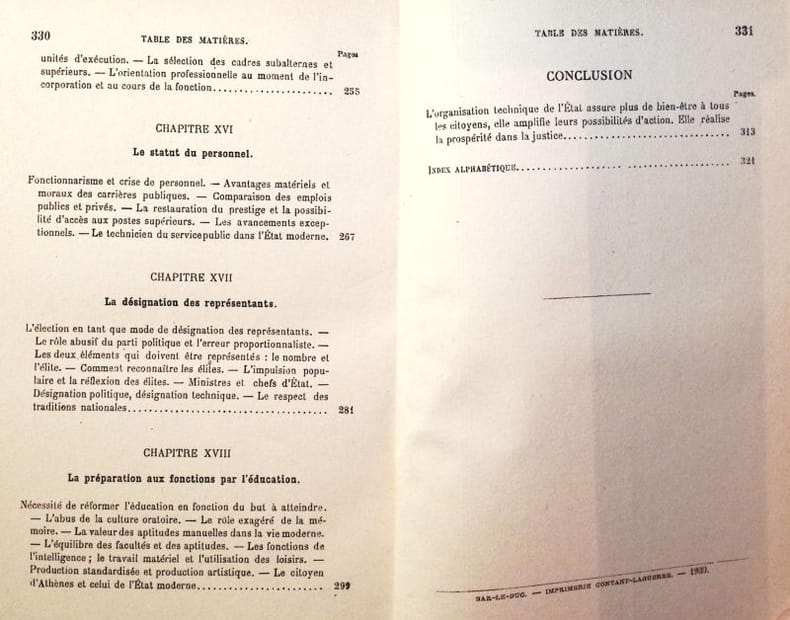 330
TABLE DES MATIÈRES.
Pages
unités d'exécution. — La sélection des cadres subalternes et
supérieurs. — L'orientation professionnelle au moment de l'in-
corporation et au cours de la fonction.................... 255
CHAPITRE XVI
Le statut du personnel.
Fonctionnarisme et crise de personnel. — Avantages matériels et
moraux des carrières publiques. — Comparaison des emplois
publics et privés. — La restauration du prestige et la possibi-
lité d'accès aux postes supérieurs. — Les avancements excep-
tionnels. — Le technicien du service public dans l'État moderne. 267
CHAPITRE XVII
La désignation des représentants.
L'élection en tant que mode de désignation des représentants. —
Le rôle abusif du parti politique et l'erreur proportionnaliste. —
Les deux éléments qui doivent être représentés : le nombre et
l'élite. — Comment reconnaître les élites. — L'impulsion popu-
laire et la réflexion des élites. — Ministres et chefs d'État. —
Désignation politique, désignation technique. — Le respect des
traditions nationales.................................. 281
CHAPITRE XVIII
La préparation aux fonctions par l'éducation.
Nécessité de réformer l'éducation en fonction du but à atteindre.
— L'abus de la culture oratoire. — Le rôle exagéré de la mé-
moire. — La valeur des aptitudes manuelles dans la vie moderne.
— L'équilibre des facultés et des aptitudes. — Les fonctions de
l'intelligence ; le travail matériel et l'utilisation des loisirs. —
Production standardisée et production artistique. — Le citoyen
d'Athènes et celui de l'État moderne..................... 299
TABLE DES MATIÈRES.
331
CONCLUSION
Pages.
L'organisation technique de l'État assure plus de bien-être à tous
les citoyens, elle amplifie leurs possibilités d'action. Elle réalise
la prospérité dans la justice............................ 313
INDEX ALPHABÉTIQUE.................................... 321
BAR-LE-DUC. — IMPRIMERIE CONTANT-LAGUERRE. — 1930.